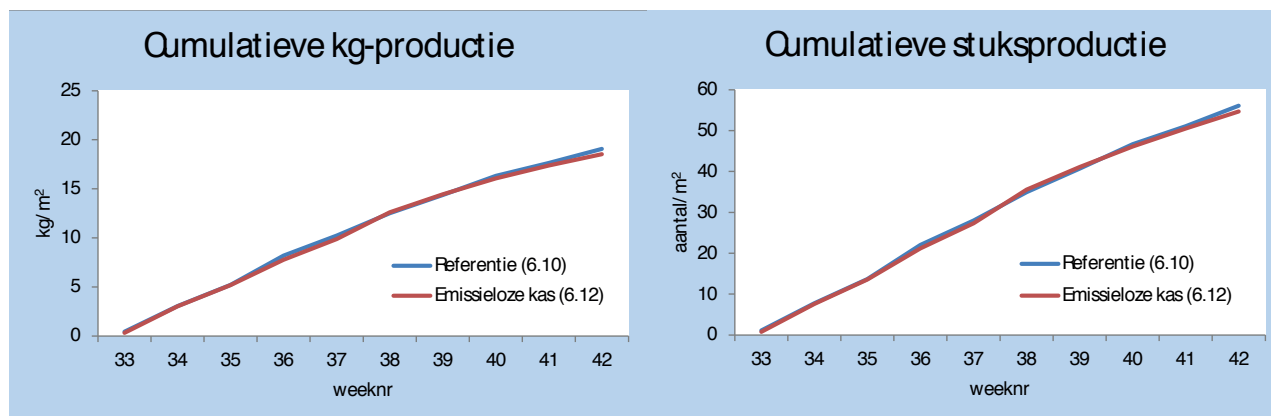 Cumulatieve kg-productie
25
20
15
10
5
0
kg/m²
33 34 35 36 37 38 39 40 41 42
weeknr
Referentie (6.10)
Emissieloze kas (6.12)
Cumulatieve stuksproductie
60
50
40
30
20
10
0
aantal/m²
33 34 35 36 37 38 39 40 41 42
weeknr
Referentie (6.10)
Emissieloze kas (6.12)